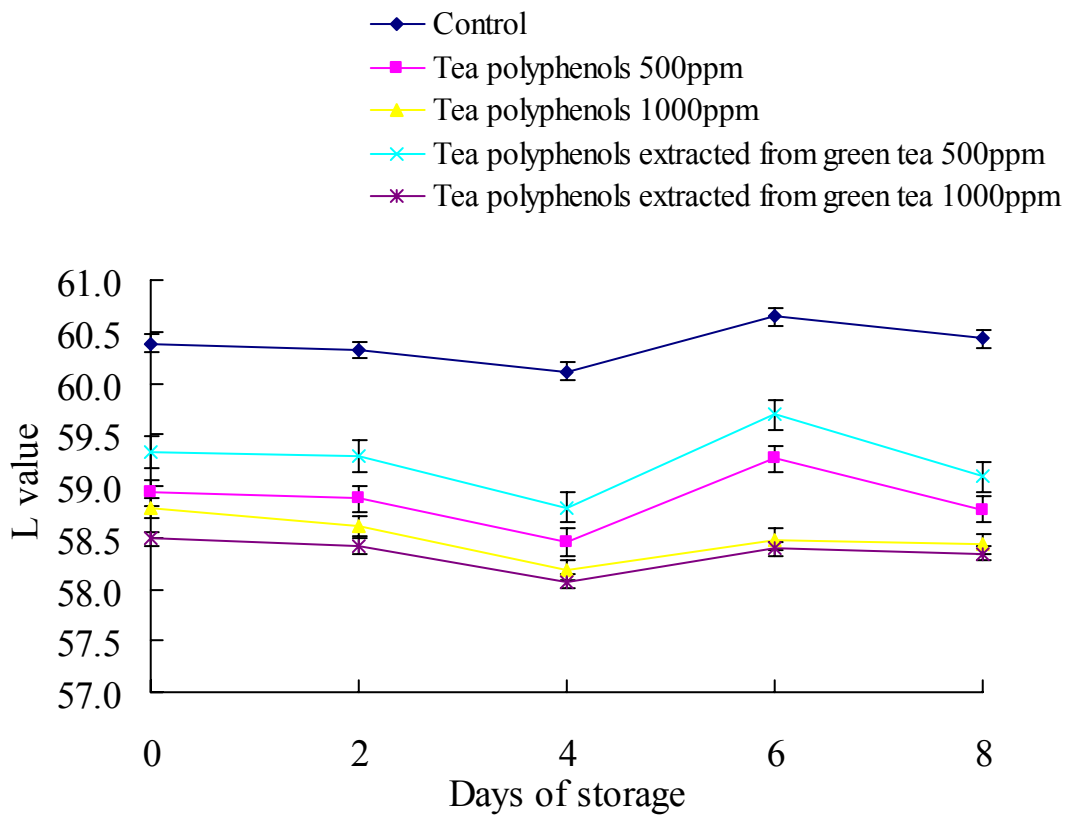 Control
Tea polyphenols 500ppm
Tea polyphenols 1000ppm
Tea polyphenols extracted from green tea 500ppm
Tea polyphenols extracted from green tea 1000ppm
61.0
60.5
60.0
59.5
59.0
58.5
58.0
57.5
57.0
L value
0 2 4 6 8
Days of storage